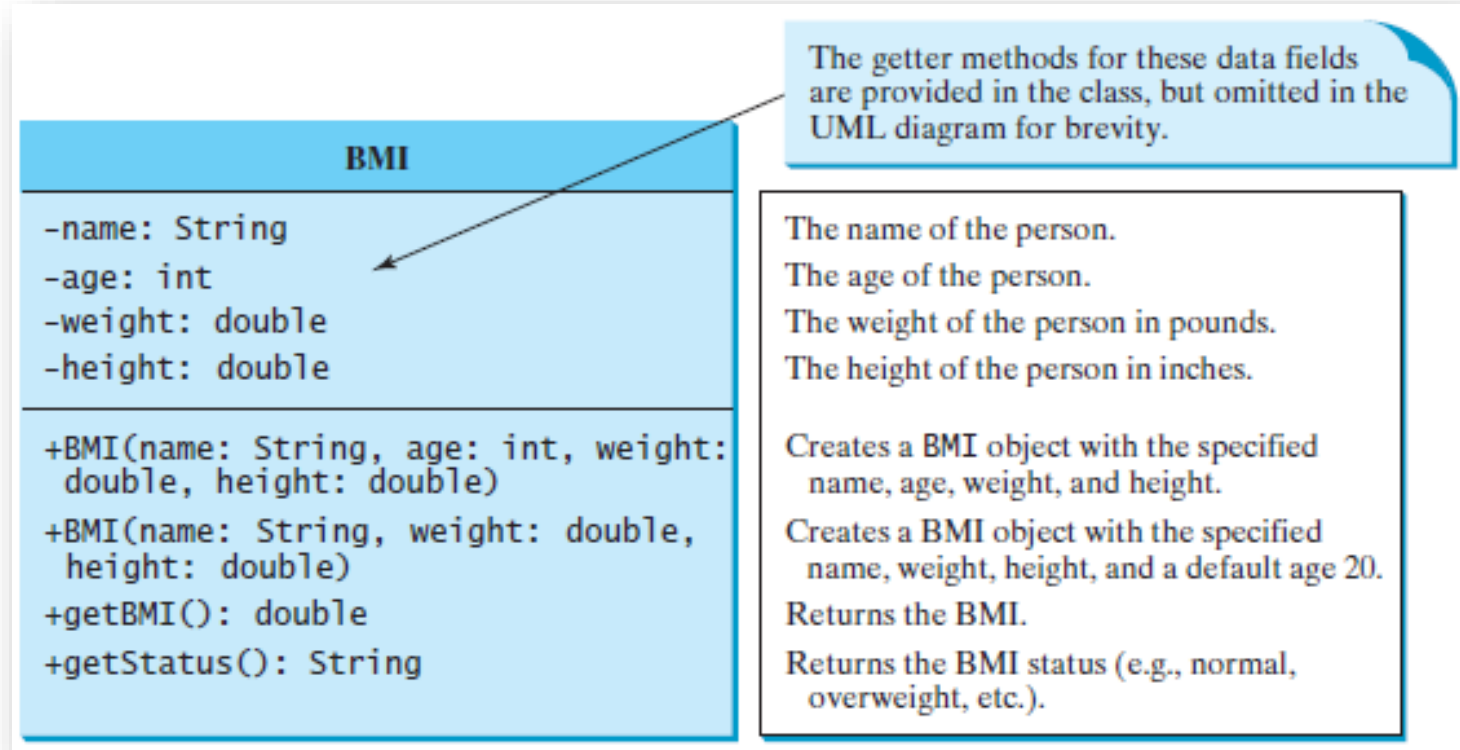 The getter methods for these data fields
are provided in the class, but omitted in the
UML diagram for brevity.
BMI
-name: String
-age: int
-weight: double
-height: double
+BMI(name: String, age: int, weight:
double, height: double)
+BMI(name: String, weight: double,
height: double)
+getBMI(): double
+getStatus(): String
The name of the person.
The age of the person.
The weight of the person in pounds.
The height of the person in inches.
Creates a BMI object with the specified
name, age, weight, and height.
Creates a BMI object with the specified
name, weight, height, and a default age 20.
Returns the BMI.
Returns the BMI status (e.g., normal,
overweight, etc.).